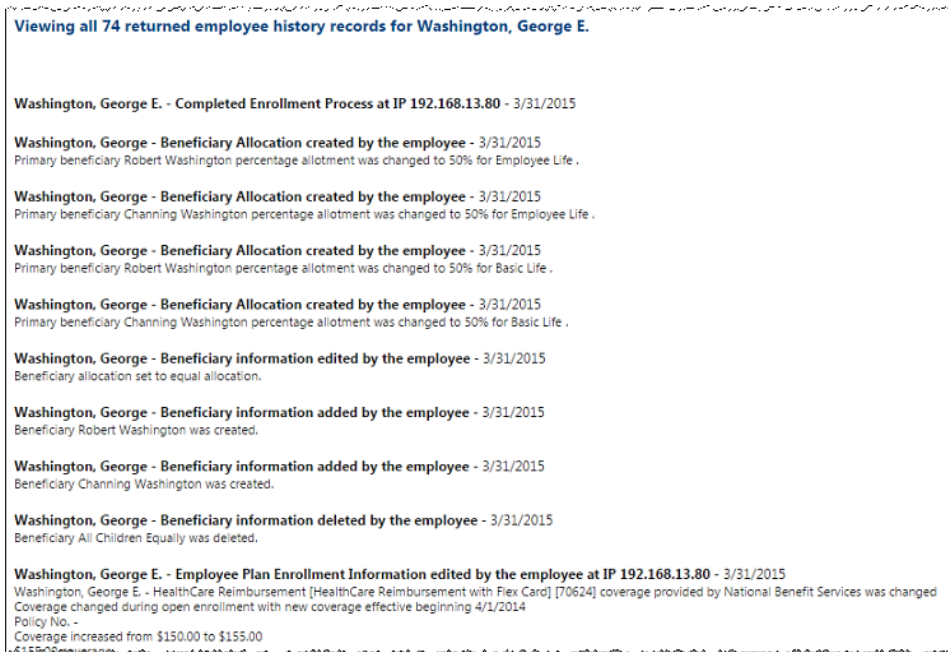 Viewing all 74 returned employee history records for Washington, George E.
Washington, George E. - Completed Enrollment Process at IP 192.168.13.80 - 3/31/2015
Washington, George - Beneficiary Allocation created by the employee - 3/31/2015
Primary beneficiary Robert Washington percentage allotment was changed to 50% for Employee Life .
Washington, George - Beneficiary Allocation created by the employee - 3/31/2015
Primary beneficiary Channing Washington percentage allotment was changed to 50% for Employee Life .
Washington, George - Beneficiary Allocation created by the employee - 3/31/2015
Primary beneficiary Robert Washington percentage allotment was changed to 50% for Basic Life .
Washington, George - Beneficiary Allocation created by the employee - 3/31/2015
Primary beneficiary Channing Washington percentage allotment was changed to 50% for Basic Life .
Washington, George - Beneficiary information edited by the employee - 3/31/2015
Beneficiary allocation set to equal allocation.
Washington, George - Beneficiary information added by the employee - 3/31/2015
Beneficiary Robert Washington was created.
Washington, George - Beneficiary information added by the employee - 3/31/2015
Beneficiary Channing Washington was created.
Washington, George - Beneficiary information deleted by the employee - 3/31/2015
Beneficiary All Children Equally was deleted.
Washington, George E. - Employee Plan Enrollment Information edited by the employee at IP 192.168.13.80 - 3/31/2015
Washington, George E. - HealthCare Reimbursement [HealthCare Reimbursement with Flex Card] [70624] coverage provided by National Benefit Services was changed
Coverage changed during open enrollment with new coverage effective beginning 4/1/2014
Policy No. -
Coverage increased from $150.00 to $155.00